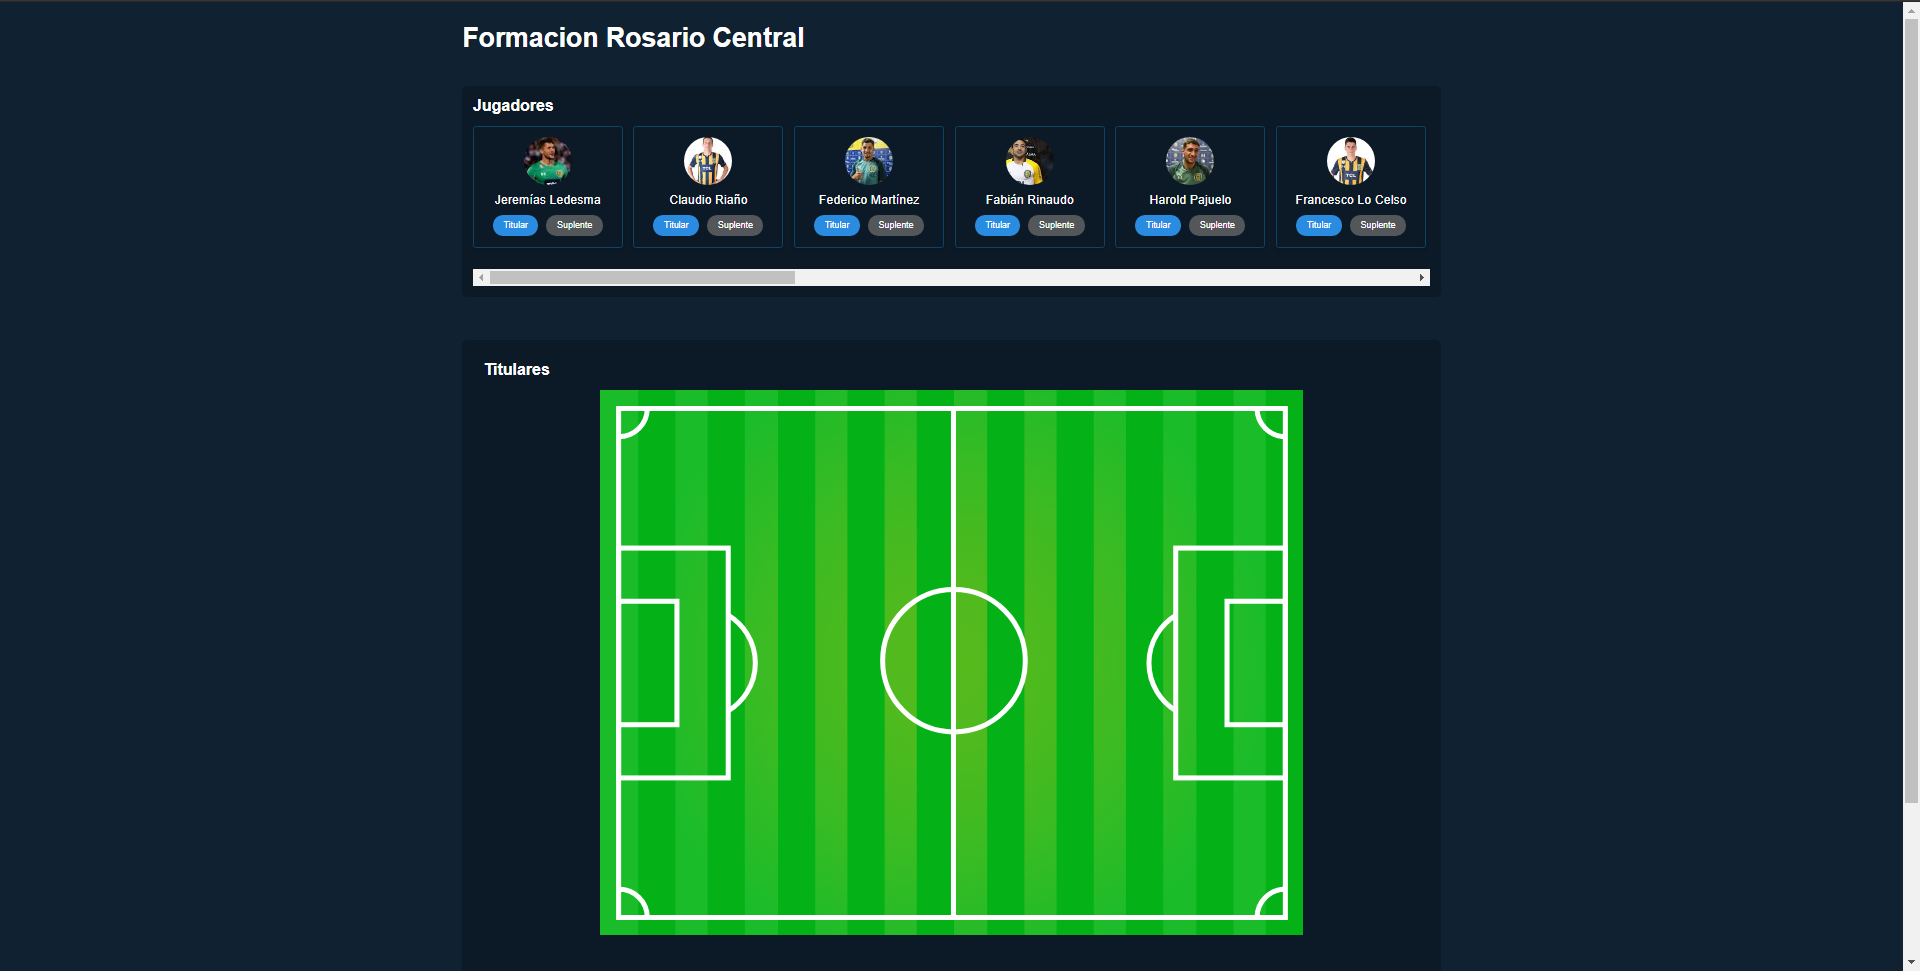 Formacion Rosario Central
Jugadores
Jeremías Ledesma
Titular Suplente
Claudio Riaño
Titular Suplente
Federico Martínez
Titular Suplente
Fabián Rinaudo
Titular Suplente
Harold Pajuelo
Titular Suplente
Francesco Lo Celso
Titular Suplente
Titulares